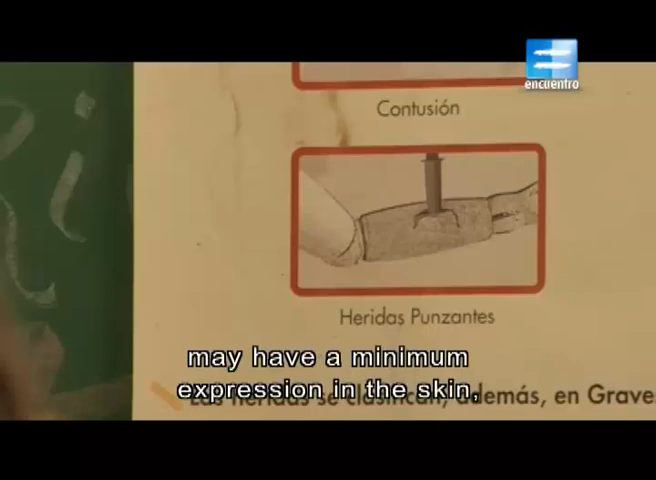 encuentro
Contusión
Heridas Punzantes
may have a minimum
expression in the skin,
Las heridas se clasifican, además, en Grave